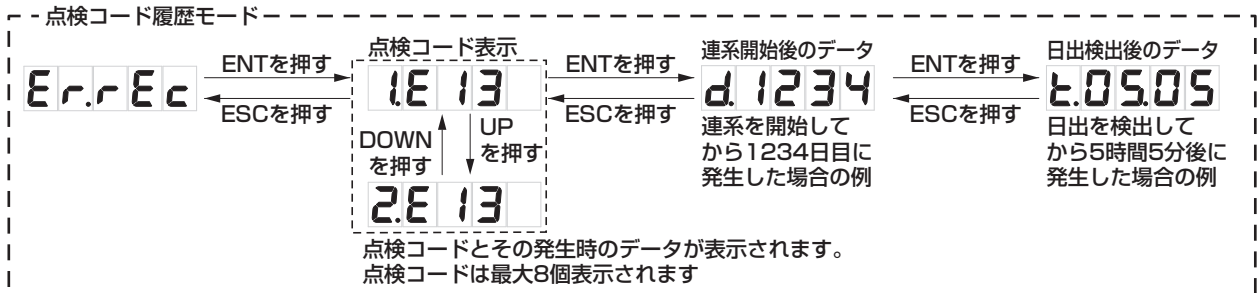 点検コード履歴モード
Er.rEc
ENTを押す
ESCを押す
点検コード表示
1.E 13
DOWN
を押す
UP
を押す
2.E 13
ENTを押す
ESCを押す
連系開始後のデータ
d.1234
連系を開始して
から1234日目に
発生した場合の例
ENTを押す
ESCを押す
日出検出後のデータ
t.05.05
日出を検出して
から5時間5分後に
発生した場合の例
点検コードとその発生時のデータが表示されます。
点検コードは最大8個表示されます